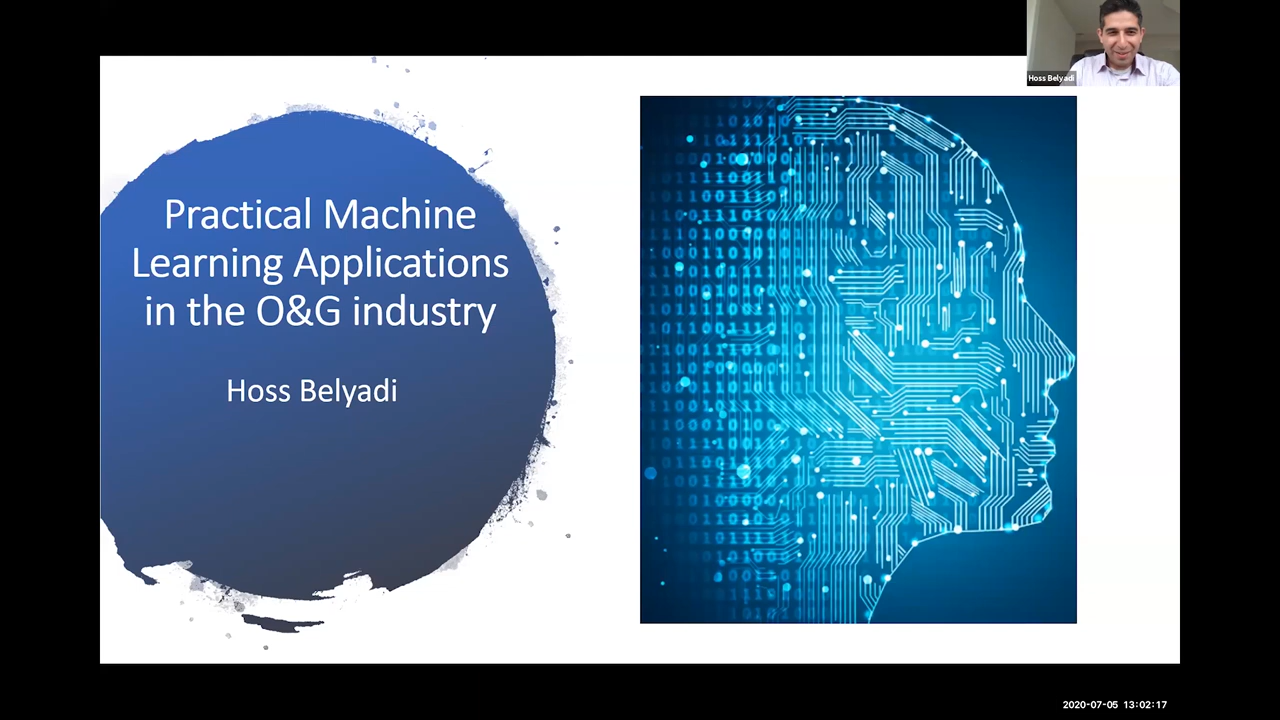 Hoss Belyadi
Practical Machine
Learning Applications
in the O&G industry
Hoss Belyadi
2020-07-05 13:02:17